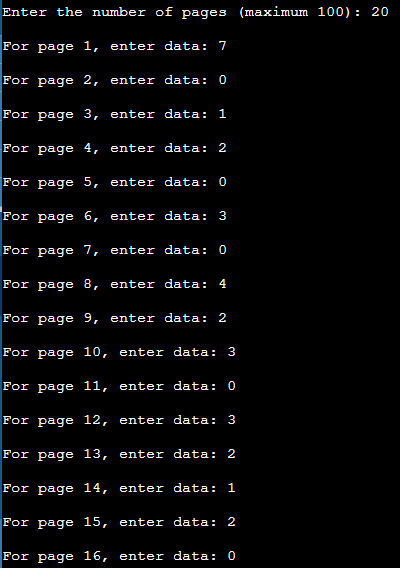 Enter the number of pages (maximum 100): 20
For page 1, enter data: 7
For page 2, enter data: 0
For page 3, enter data: 1
For page 4, enter data: 2
For page 5, enter data: 0
For page 6, enter data: 3
For page 7, enter data: 0
For page 8, enter data: 4
For page 9, enter data: 2
For page 10, enter data: 3
For page 11, enter data: 0
For page 12, enter data: 3
For page 13, enter data: 2
For page 14, enter data: 1
For page 15, enter data: 2
For page 16, enter data: 0